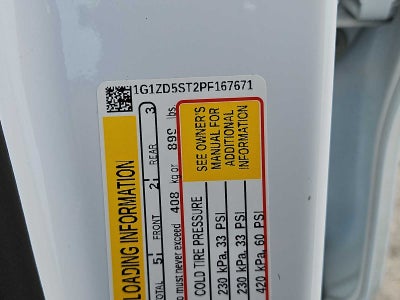 1G1ZD5ST2PF167671
LOADING INFORMATION
Total 5 FRONT 2 REAR 3
must never exceed 408 kg or 899 lbs
COLD TIRE PRESSURE
230 kPa, 33 PSI
230 kPa, 33 PSI
420 kPa, 60 PSI
SEE OWNER'S
MANUAL FOR
ADDITIONAL
INFORMATION